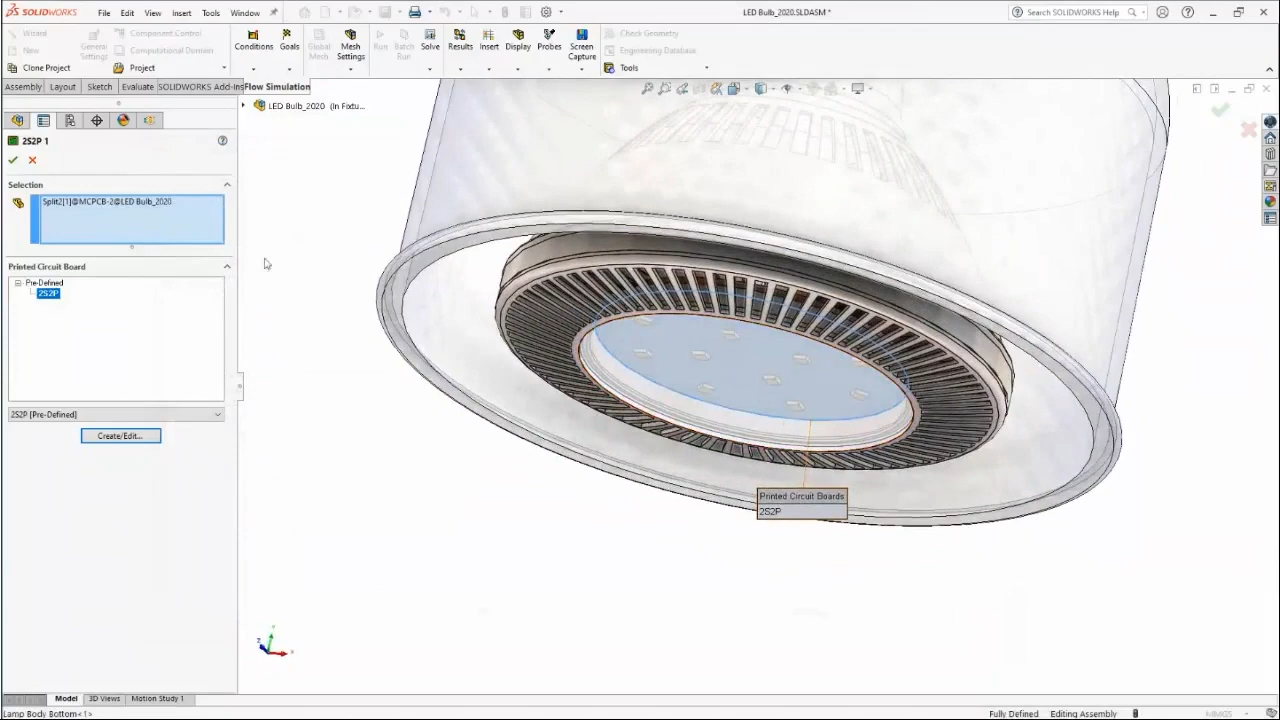 SOLIDWORKS
File
Edit
View
Insert
Tools
Window
LED Bulb_2020.SLDASM *
Search SOLIDWORKS Help
Wizard
New
Clone Project
General
Settings
Component Control
Computational Domain
Project
Conditions
Goals
Global
Mesh
Mesh
Settings
Run
Batch
Run
Solve
Results
Insert
Display
Probes
Screen
Capture
Check Geometry
Engineering Database
Tools
Assembly
Layout
Sketch
Evaluate
SOLIDWORKS Add-Ins
Flow Simulation
LED Bulb_2020 (In Fixtu...
2S2P 1
Selection
Split2[1]@MCPCB-2@LED Bulb_2020
Printed Circuit Board
Pre-Defined
2S2P
2S2P [Pre-Defined]
Create/Edit...
Printed Circuit Boards
2S2P
Model
3D Views
Motion Study 1
Lamp Body Bottom<1>
Fully Defined
Editing Assembly
MMGS